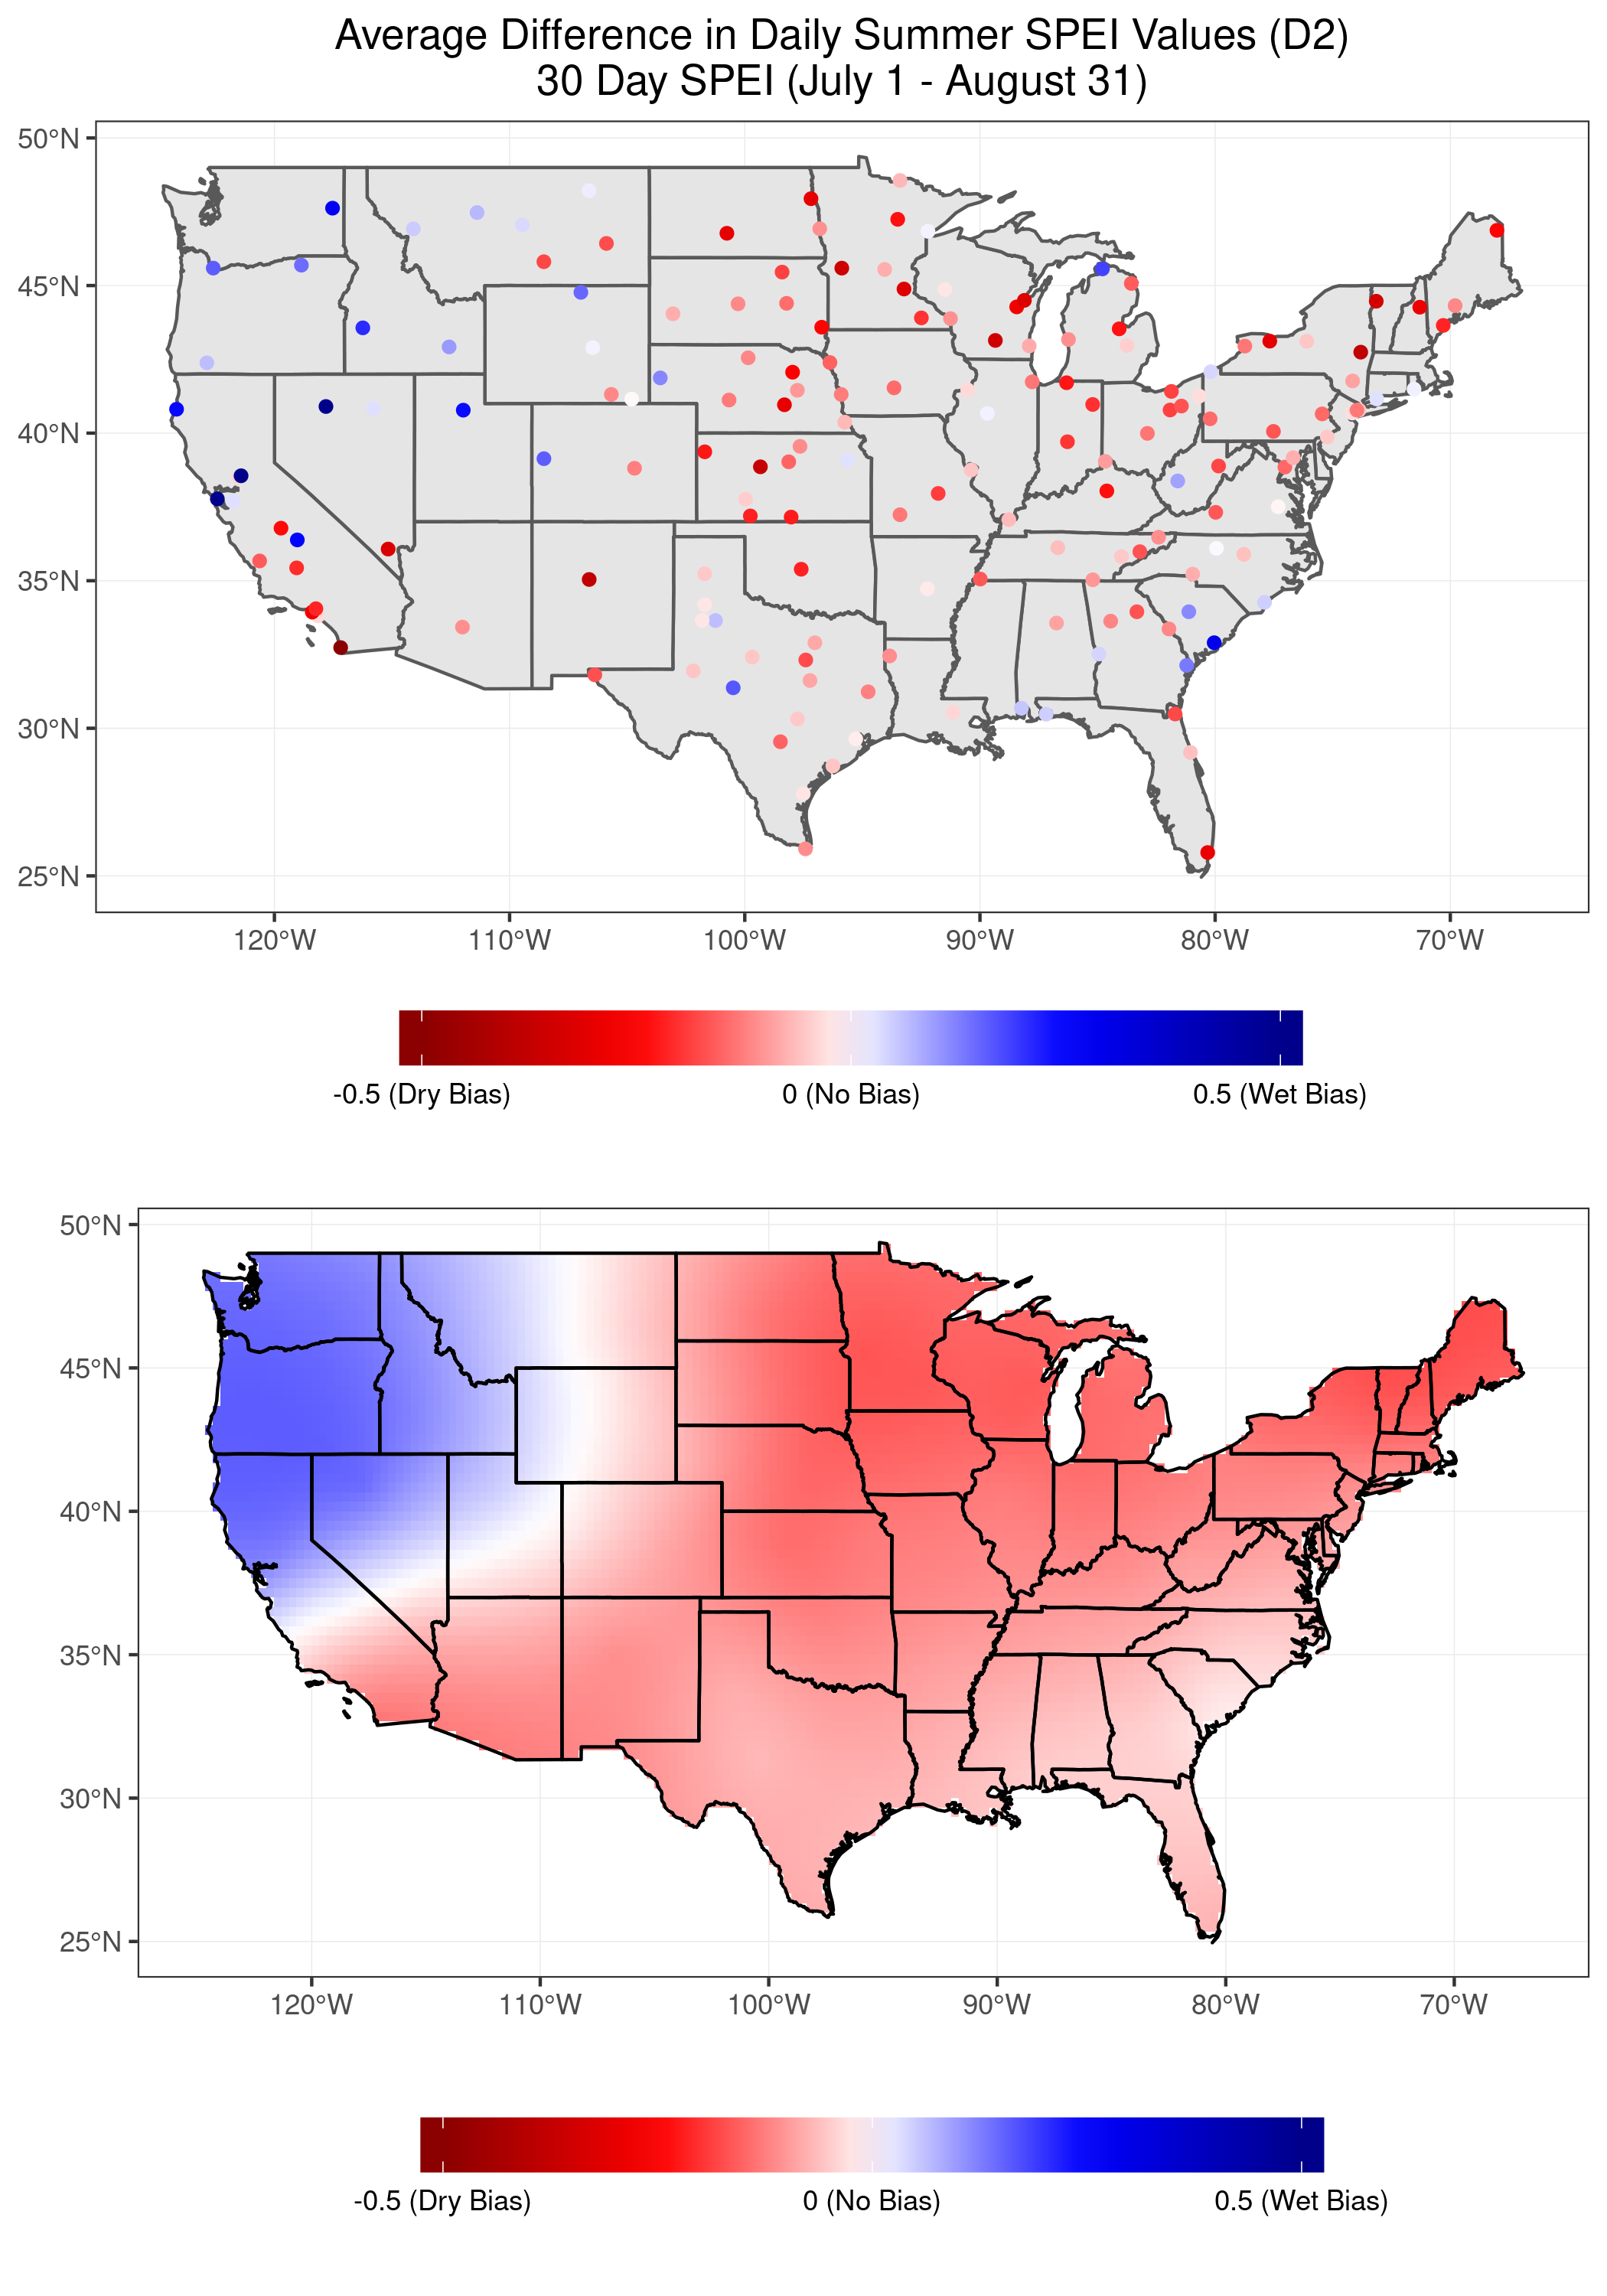 Average Difference in Daily Summer SPEI Values (D2)
30 Day SPEI (July 1 - August 31)
50°N
45°N
40°N
35°N
30°N
25°N
120°W 110°W 100°W 90°W 80°W 70°W
-0.5 (Dry Bias) 0 (No Bias) 0.5 (Wet Bias)
50°N
45°N
40°N
35°N
30°N
25°N
120°W 110°W 100°W 90°W 80°W 70°W
-0.5 (Dry Bias) 0 (No Bias) 0.5 (Wet Bias)